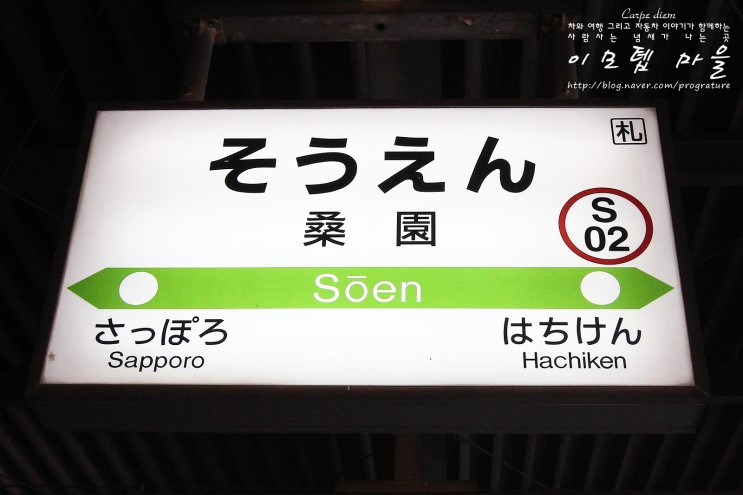 Carpe diem
차와 여행 그리고 자동차 이야기가 함께하는
사람사는 냄새가 나는 곳
이모텝 마을
http://blog.naver.com/prograture
札
そうえん
桑園
S
02
Sōen
さっぽろ
はちけん
Sapporo
Hachiken